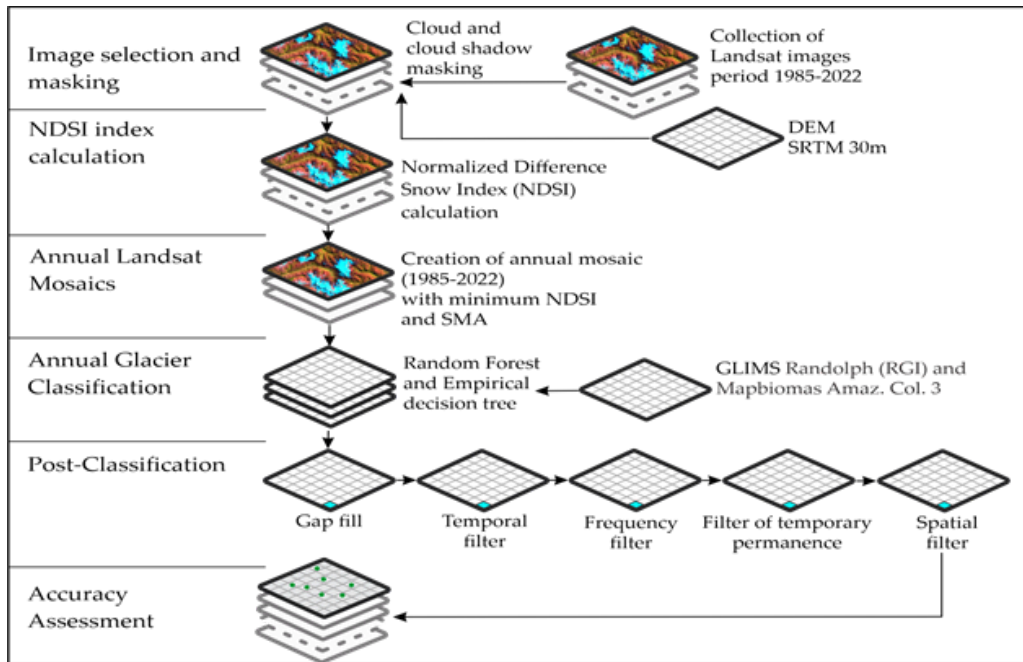 Image selection and
masking
Cloud and
cloud shadow
masking
Collection of
Landsat images
period 1985-2022
DEM
SRTM 30m
NDSI index
calculation
Normalized Difference
Snow Index (NDSI)
calculation
Annual Landsat
Mosaics
Creation of annual mosaic
(1985-2022)
with minimum NDSI
and SMA
Annual Glacier
Classification
Random Forest
and Empirical
decision tree
GLIMS Randolph (RGI) and
Mapbiomas Amaz. Col. 3
Post-Classification
Gap fill
Temporal
filter
Frequency
filter
Filter of temporary
permanence
Spatial
filter
Accuracy
Assessment